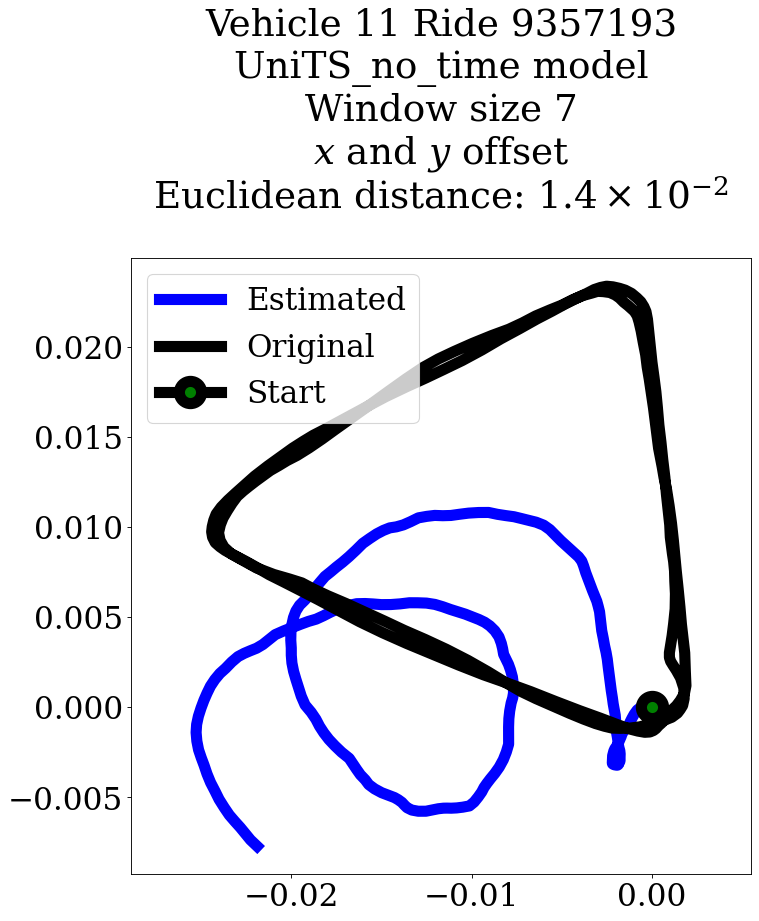 Vehicle 11 Ride 9357193
UniTS_no_time model
Window size 7
x and y offset
Euclidean distance: 1.4 × 10⁻²
Estimated
Original
Start
0.020
0.015
0.010
0.005
0.000
−0.005
−0.02
−0.01
0.00